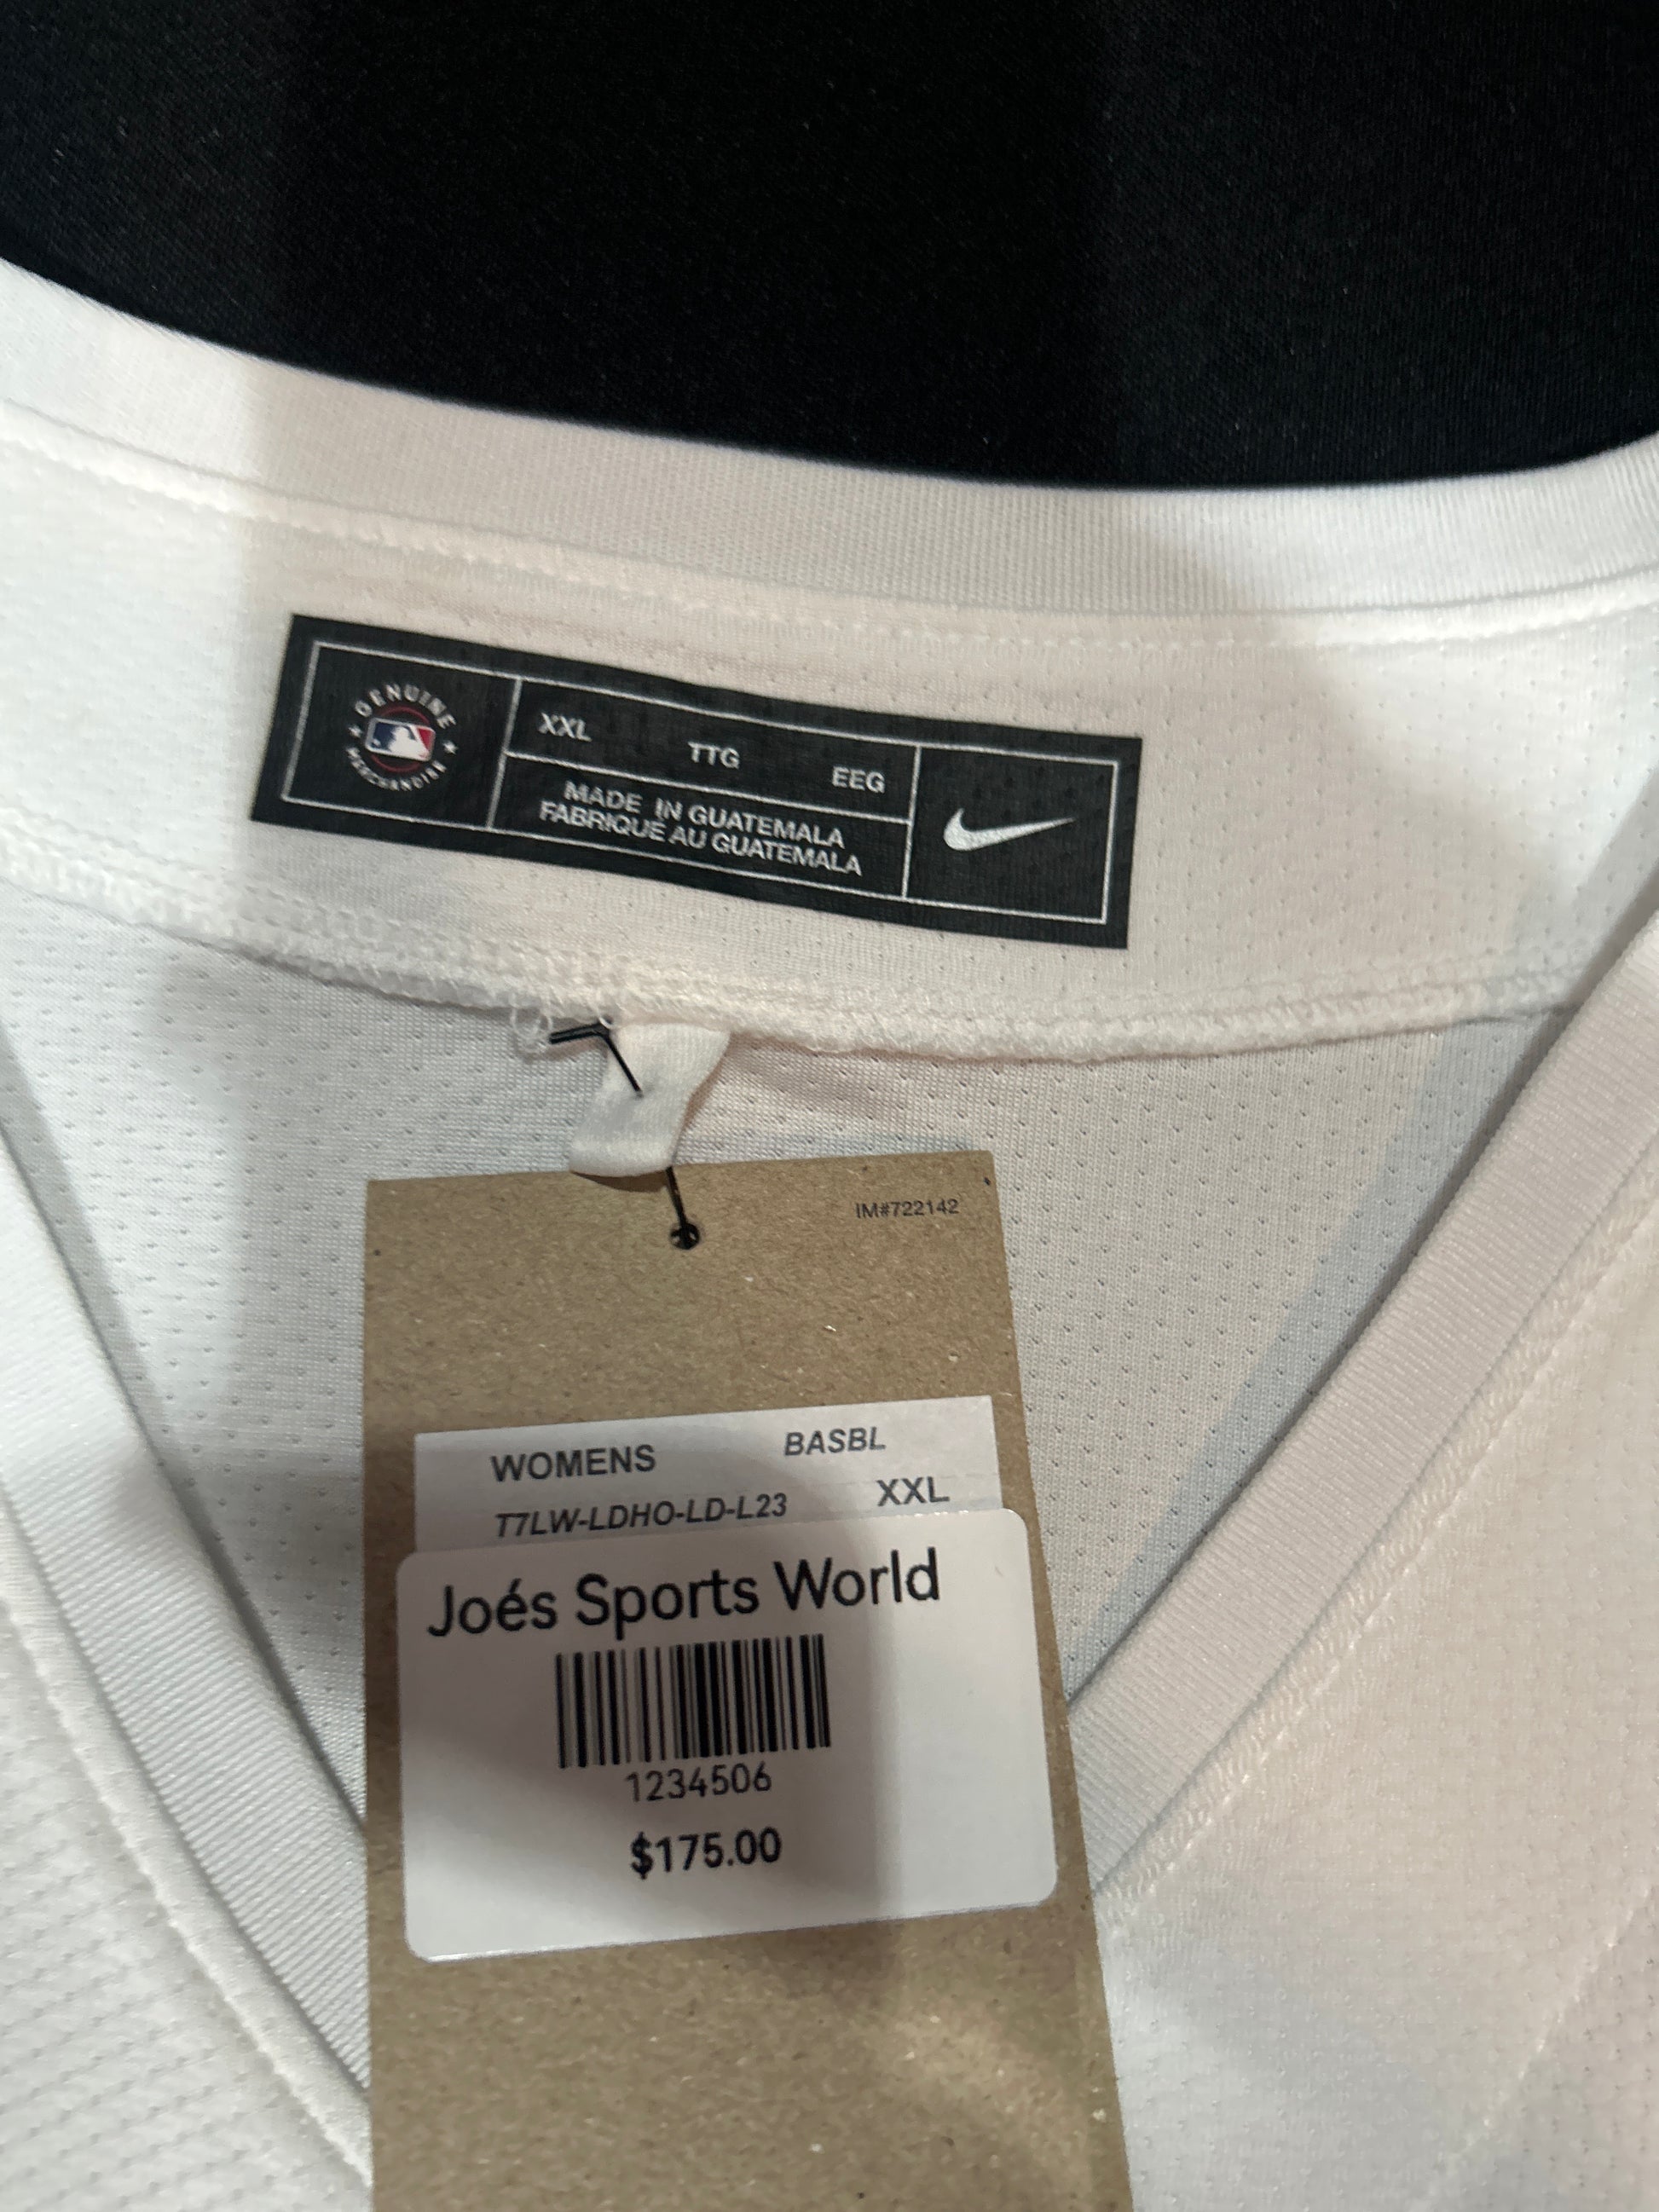 GENUINE
MERCHANDISE
XXL TTG EEG
MADE IN GUATEMALA
FABRIQUÉ AU GUATEMALA
IM#722142
WOMENS BASBL
T7LW-LDHO-LD-L23 XXL
Joés Sports World
1234506
$175.00